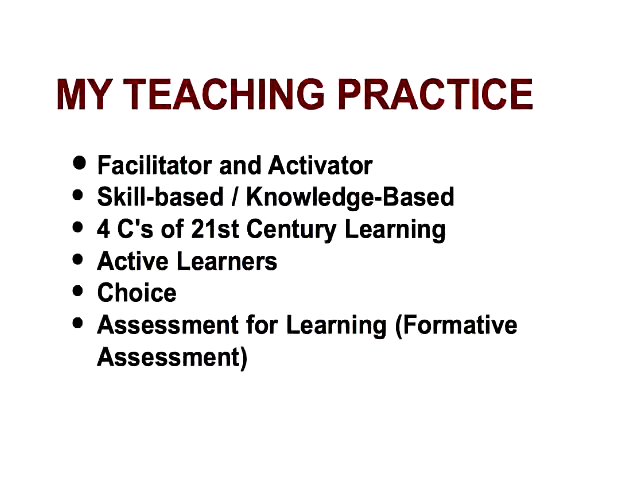 MY TEACHING PRACTICE
• Facilitator and Activator
• Skill-based / Knowledge-Based
• 4 C's of 21st Century Learning
• Active Learners
• Choice
• Assessment for Learning (Formative
Assessment)